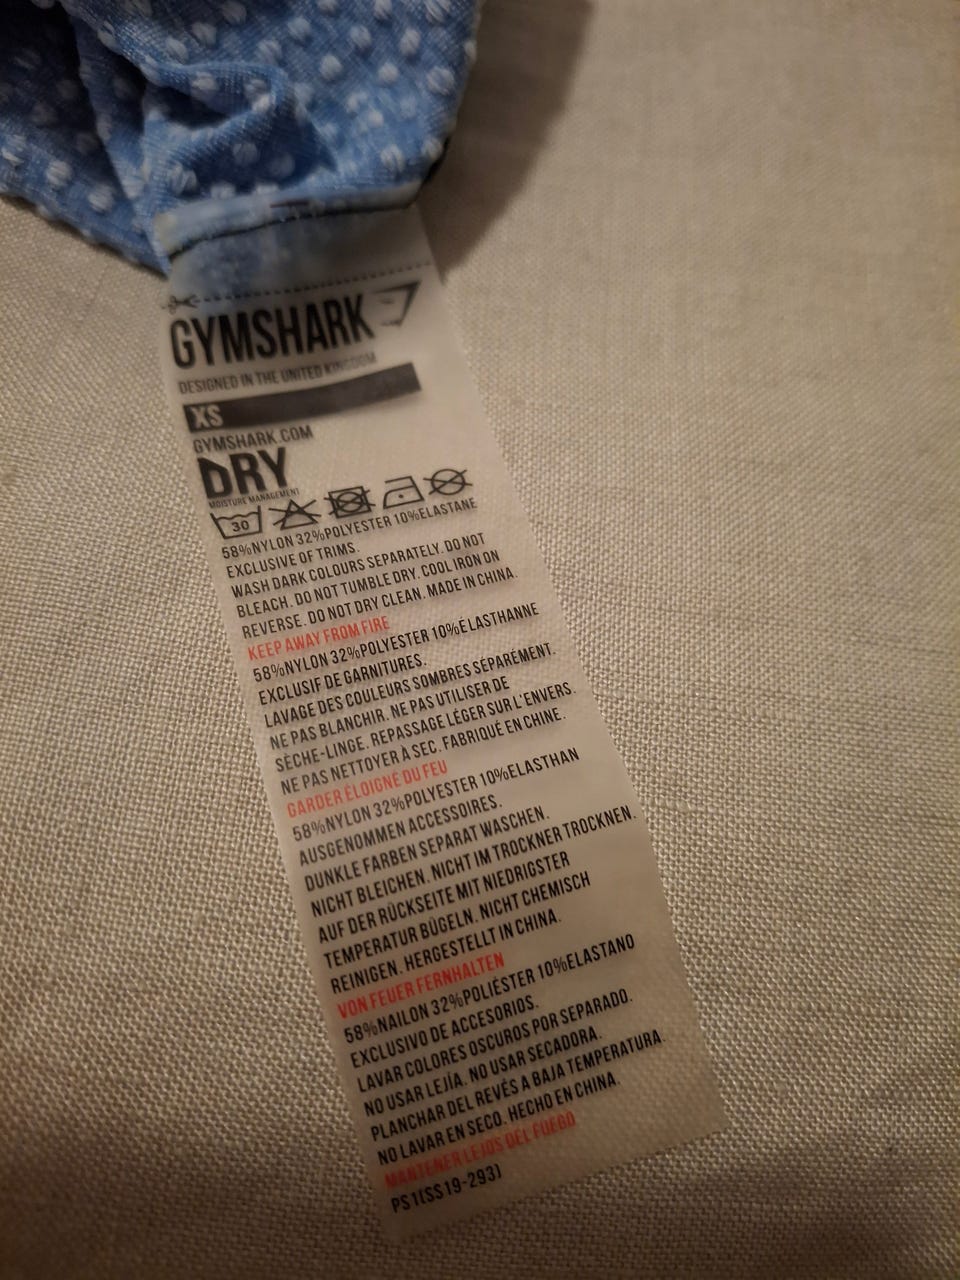 GYMSHARK
DESIGNED IN THE UNITED KINGDOM
XS
GYMSHARK.COM
DRY
MOISTURE MANAGEMENT
30
58%NYLON 32%POLYESTER 10%ELASTANE
EXCLUSIVE OF TRIMS.
WASH DARK COLOURS SEPARATELY. DO NOT
BLEACH. DO NOT TUMBLE DRY. COOL IRON ON
REVERSE. DO NOT DRY CLEAN. MADE IN CHINA.
KEEP AWAY FROM FIRE
58%NYLON 32%POLYESTER 10%ÉLASTHANNE
EXCLUSIF DE GARNITURES.
LAVAGE DES COULEURS SOMBRES SÉPARÉMENT.
NE PAS BLANCHIR. NE PAS UTILISER DE
SÈCHE-LINGE. REPASSAGE LÉGER SUR L'ENVERS.
NE PAS NETTOYER À SEC. FABRIQUÉ EN CHINE.
GARDER ÉLOIGNÉ DU FEU
58%NYLON 32%POLYESTER 10%ELASTHAN
AUSGENOMMEN ACCESSOIRES.
DUNKLE FARBEN SEPARAT WASCHEN.
NICHT BLEICHEN. NICHT IM TROCKNER TROCKNEN.
AUF DER RÜCKSEITE MIT NIEDRIGSTER
TEMPERATUR BÜGELN. NICHT CHEMISCH
REINIGEN. HERGESTELLT IN CHINA.
VON FEUER FERNHALTEN
58%NAILON 32%POLIÉSTER 10%ELASTANO
EXCLUSIVO DE ACCESORIOS.
LAVAR COLORES OSCUROS POR SEPARADO.
NO USAR LEJÍA. NO USAR SECADORA.
PLANCHAR DEL REVÉS A BAJA TEMPERATURA.
NO LAVAR EN SECO. HECHO EN CHINA.
MANTENER LEJOS DEL FUEGO
PS1(SS19-293)